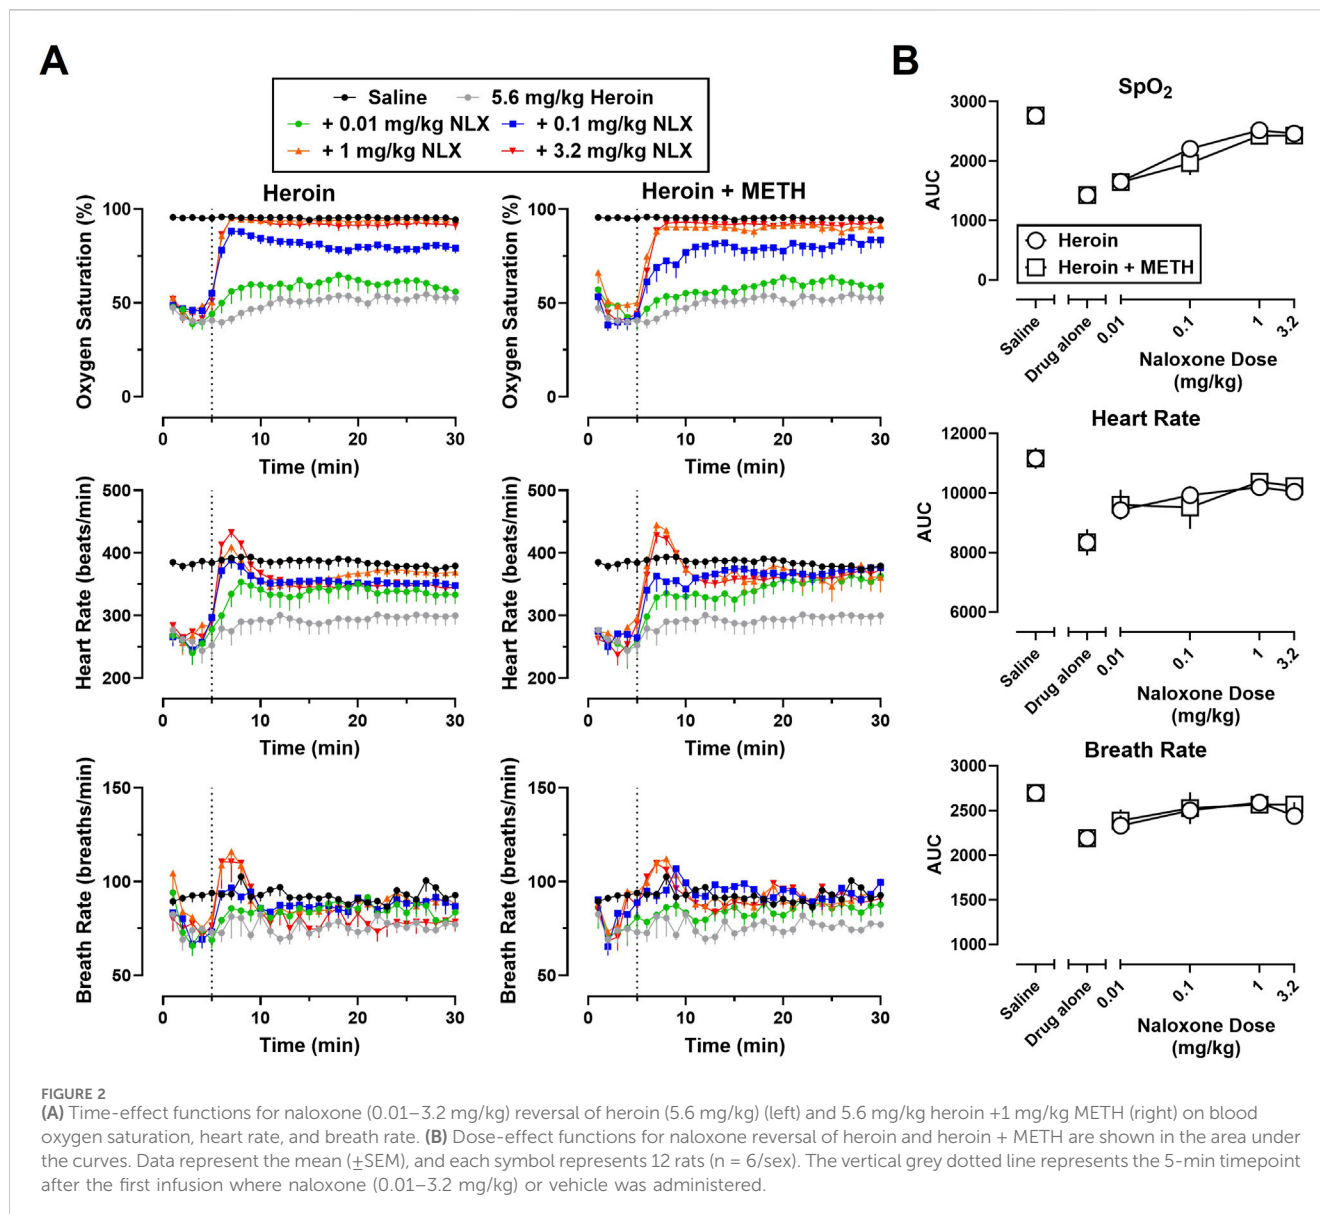 A
B
Saline
5.6 mg/kg Heroin
+ 0.01 mg/kg NLX
+ 0.1 mg/kg NLX
+ 1 mg/kg NLX
+ 3.2 mg/kg NLX
Heroin
Heroin + METH
Oxygen Saturation (%)
100
50
0
0 10 20 30
Time (min)
Oxygen Saturation (%)
100
50
0
0 10 20 30
Time (min)
Heart Rate (beats/min)
500
400
300
200
0 10 20 30
Time (min)
Heart Rate (beats/min)
500
400
300
200
0 10 20 30
Time (min)
Breath Rate (breaths/min)
150
100
50
0 10 20 30
Time (min)
Breath Rate (breaths/min)
150
100
50
0 10 20 30
Time (min)
SpO2
AUC
3000
2000
1000
0
Heroin
Heroin + METH
Saline Drug alone 0.01 0.1 1 3.2
Naloxone Dose
(mg/kg)
Heart Rate
AUC
12000
10000
8000
6000
Saline Drug alone 0.01 0.1 1 3.2
Naloxone Dose
(mg/kg)
Breath Rate
AUC
3000
2500
2000
1500
1000
Saline Drug alone 0.01 0.1 1 3.2
Naloxone Dose
(mg/kg)
FIGURE 2
(A) Time-effect functions for naloxone (0.01–3.2 mg/kg) reversal of heroin (5.6 mg/kg) (left) and 5.6 mg/kg heroin +1 mg/kg METH (right) on blood
oxygen saturation, heart rate, and breath rate. (B) Dose-effect functions for naloxone reversal of heroin and heroin + METH are shown in the area under
the curves. Data represent the mean (±SEM), and each symbol represents 12 rats (n = 6/sex). The vertical grey dotted line represents the 5-min timepoint
after the first infusion where naloxone (0.01–3.2 mg/kg) or vehicle was administered.